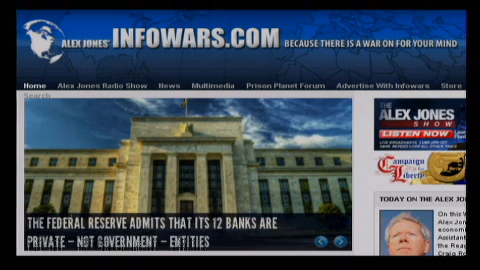 ALEX JONES' INFOWARS.COM BECAUSE THERE IS A WAR ON FOR YOUR MIND
Home Alex Jones Radio Show News Multimedia Prison Planet Forum Advertise With Infowars Store
Search
THE
ALEX JONES
SHOW
LISTEN NOW
Campaign
for
Liberty
THE FEDERAL RESERVE ADMITS THAT ITS 12 BANKS ARE
PRIVATE – NOT GOVERNMENT – ENTITIES
TODAY ON THE ALEX JO
On this
Alex Jon
economi
Assistant
the Reag
Craig Ro